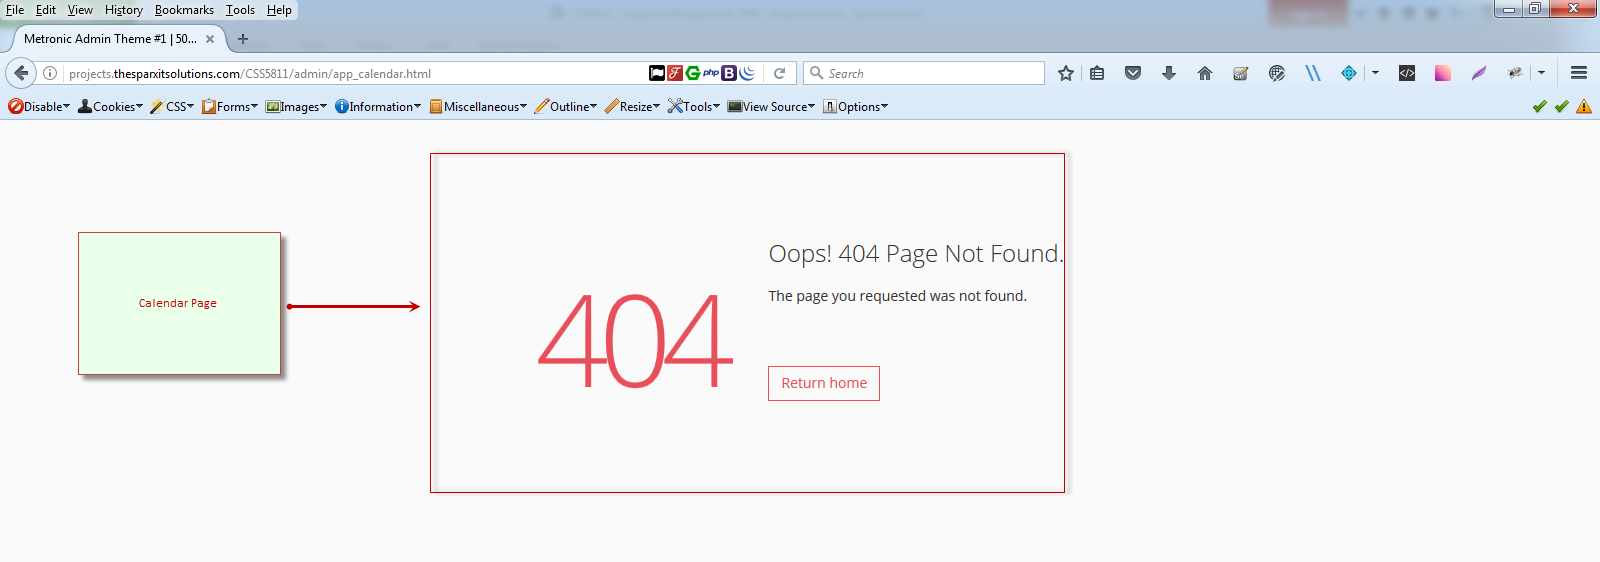 File Edit View History Bookmarks Tools Help
Metronic Admin Theme #1 | 50...
projects.thesparxitsolutions.com/CSS5811/admin/app_calendar.html
php B
Search
Disable Cookies CSS Forms Images Information Miscellaneous Outline Resize Tools View Source Options
Calendar Page
404
Oops! 404 Page Not Found.
The page you requested was not found.
Return home